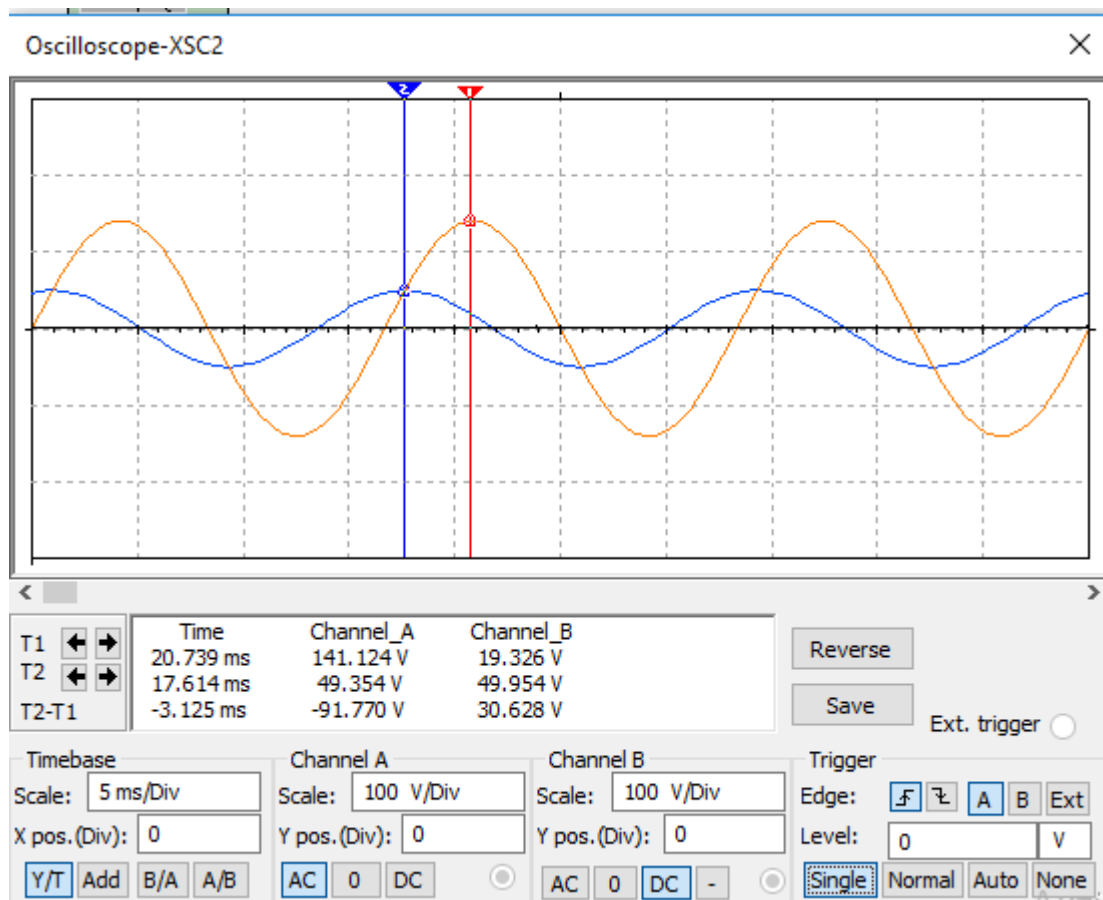 Oscilloscope-XSC2
2 1
T1
T2
T2-T1
Time Channel_A Channel_B
20.739 ms 141.124 V 19.326 V
17.614 ms 49.354 V 49.954 V
-3.125 ms -91.770 V 30.628 V
Reverse
Save
Ext. trigger
Timebase
Scale: 5 ms/Div
X pos.(Div): 0
Y/T Add B/A A/B
Channel A
Scale: 100 V/Div
Y pos.(Div): 0
AC 0 DC
Channel B
Scale: 100 V/Div
Y pos.(Div): 0
AC 0 DC -
Trigger
Edge: A B Ext
Level: 0 V
Single Normal Auto None